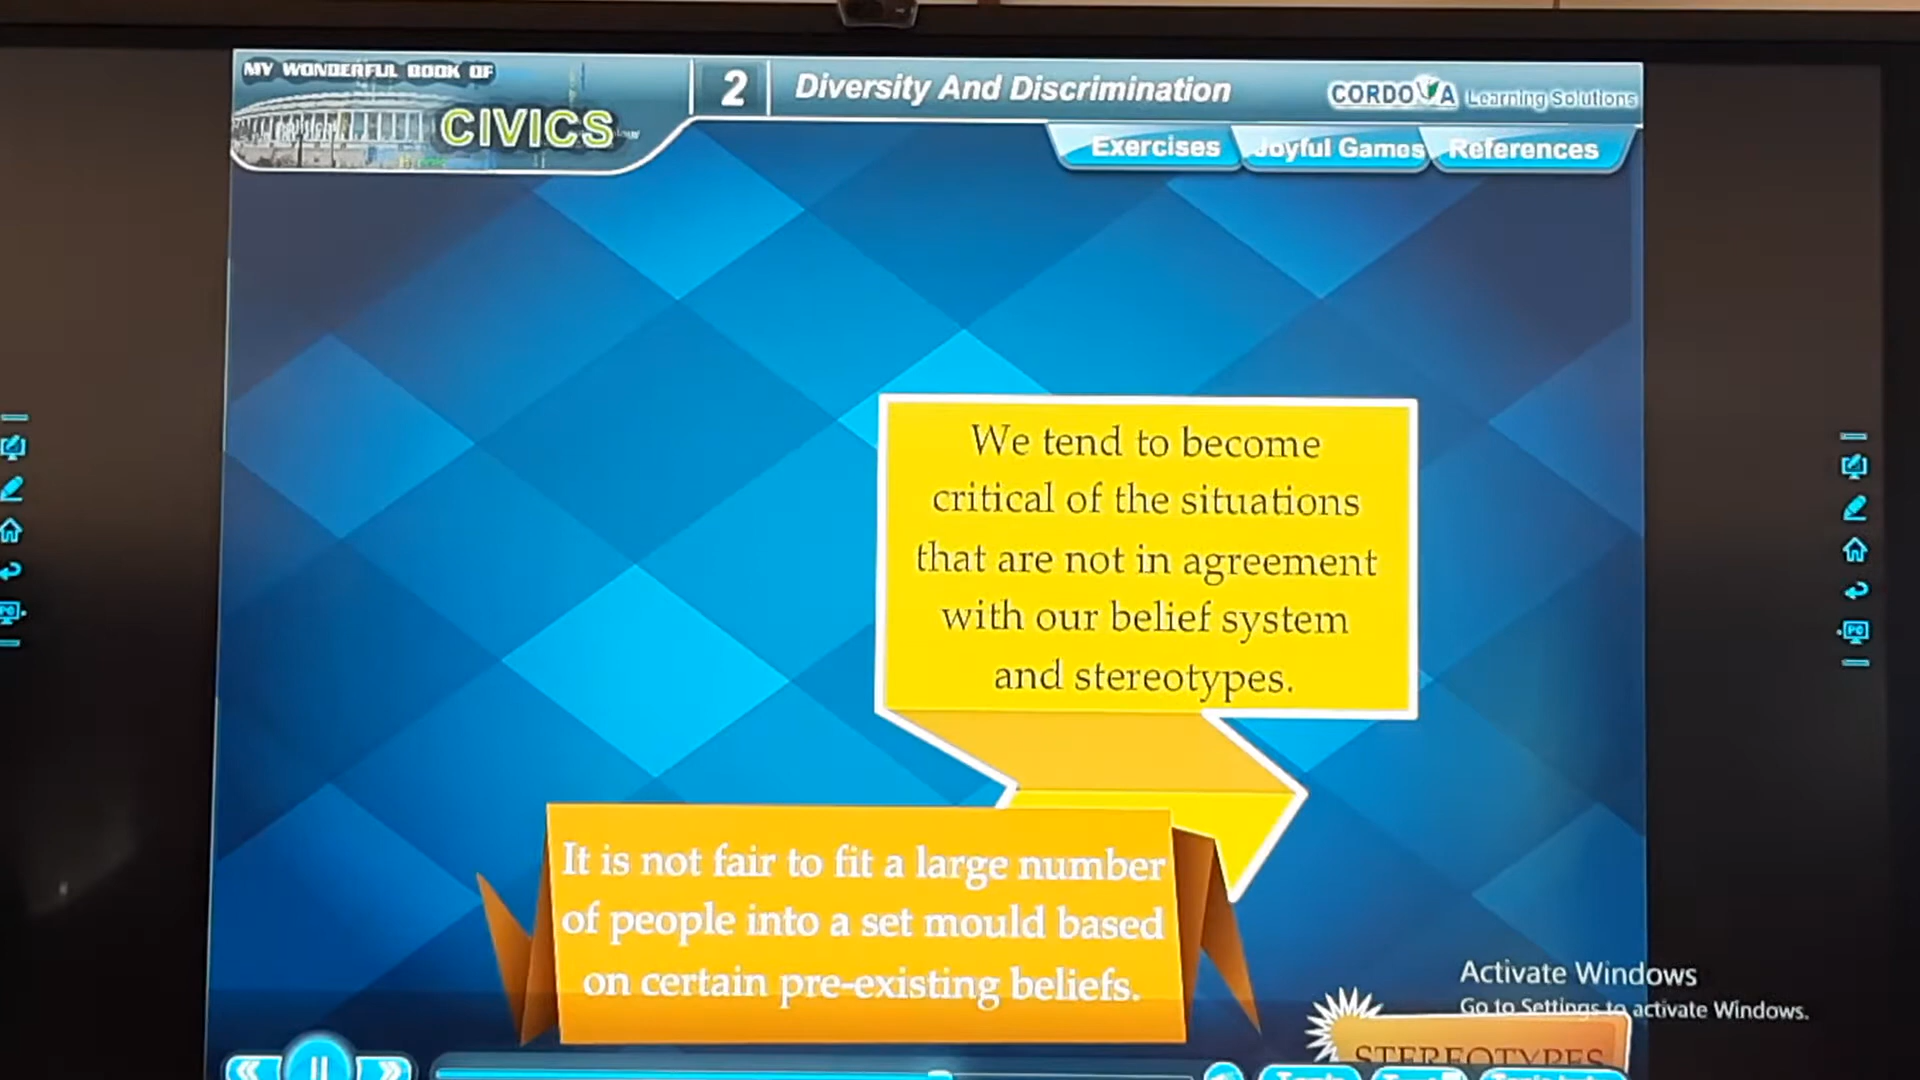 MY WONDERFUL BOOK OF
CIVICS
2
Diversity And Discrimination
CORDOVA Learning Solutions
Exercises
Joyful Games
References
We tend to become
critical of the situations
that are not in agreement
with our belief system
and stereotypes.
It is not fair to fit a large number
of people into a set mould based
on certain pre-existing beliefs.
Activate Windows
Go to Settings to activate Windows.
STEREOTYPES
PC
PC